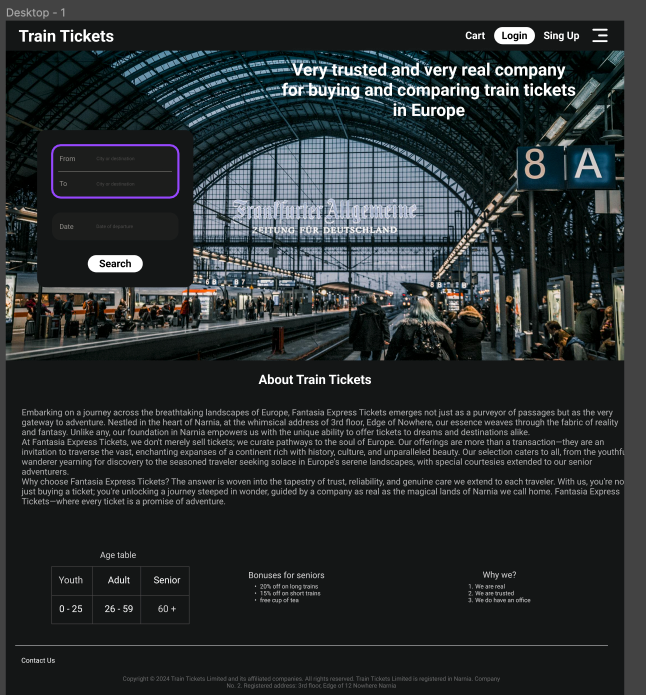 Desktop - 1
Train Tickets
Cart Login Sing Up
Very trusted and very real company
for buying and comparing train tickets
in Europe
8 A
From City or destination
To City or destination
Frankfurter Allgemeine
ZEITUNG FÜR DEUTSCHLAND
Date Date of departure
Search
About Train Tickets
Embarking on a journey across the breathtaking landscapes of Europe, Fantasia Express Tickets emerges not just as a purveyor of passages but as the very
gateway to adventure. Nestled in the heart of Narnia, at the whimsical address of 3rd floor, Edge of Nowhere, our essence weaves through the fabric of reality
and fantasy. Unlike any, our foundation in Narnia empowers us with the unique ability to offer tickets to dreams and destinations alike.
At Fantasia Express Tickets, we don't merely sell tickets; we curate pathways to the soul of Europe. Our offerings are more than a transaction—they are an
invitation to traverse the vast, enchanting expanses of a continent rich with history, culture, and unparalleled beauty. Our selection caters to all, from the youthfu
wanderer yearning for discovery to the seasoned traveler seeking solace in Europe's serene landscapes, with special courtesies extended to our senior
adventurers.
Why choose Fantasia Express Tickets? The answer is woven into the tapestry of trust, reliability, and genuine care we extend to each traveler. With us, you're no
just buying a ticket; you're unlocking a journey steeped in wonder, guided by a company as real as the magical lands of Narnia we call home. Fantasia Express
Tickets—where every ticket is a promise of adventure.
Age table
Youth Adult Senior
0 - 25 26 - 59 60 +
Bonuses for seniors
• 20% off on long trains
• 15% off on short trains
• free cup of tea
Why we?
1. We are real
2. We are trusted
3. We do have an office
Contact Us
Copyright © 2024 Train Tickets Limited and its affiliated companies. All rights reserved. Train Tickets Limited is registered in Narnia. Company
No. 2. Registered address: 3rd floor, Edge of 12 Nowhere Narnia